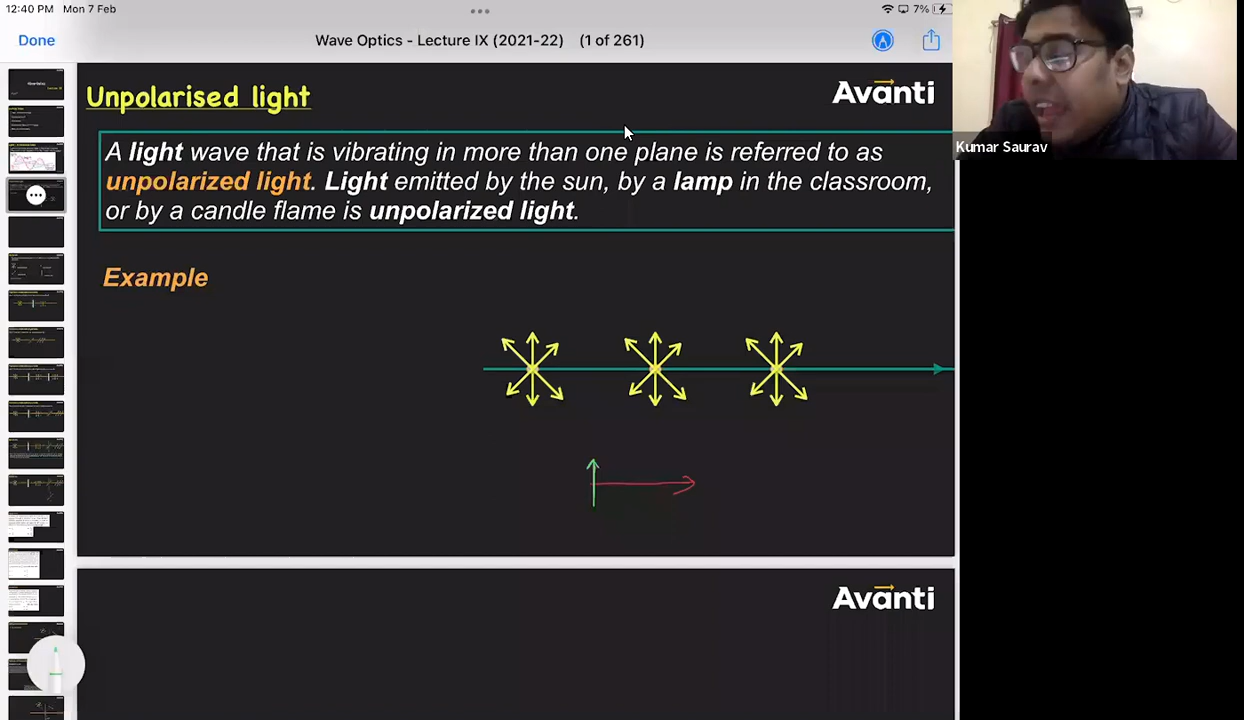 12:40 PM Mon 7 Feb
7%
Done
Wave Optics - Lecture IX (2021-22) (1 of 261)
Unpolarised light
Avanti
A light wave that is vibrating in more than one plane is referred to as
unpolarized light. Light emitted by the sun, by a lamp in the classroom,
or by a candle flame is unpolarized light.
Example
Avanti
Kumar Saurav